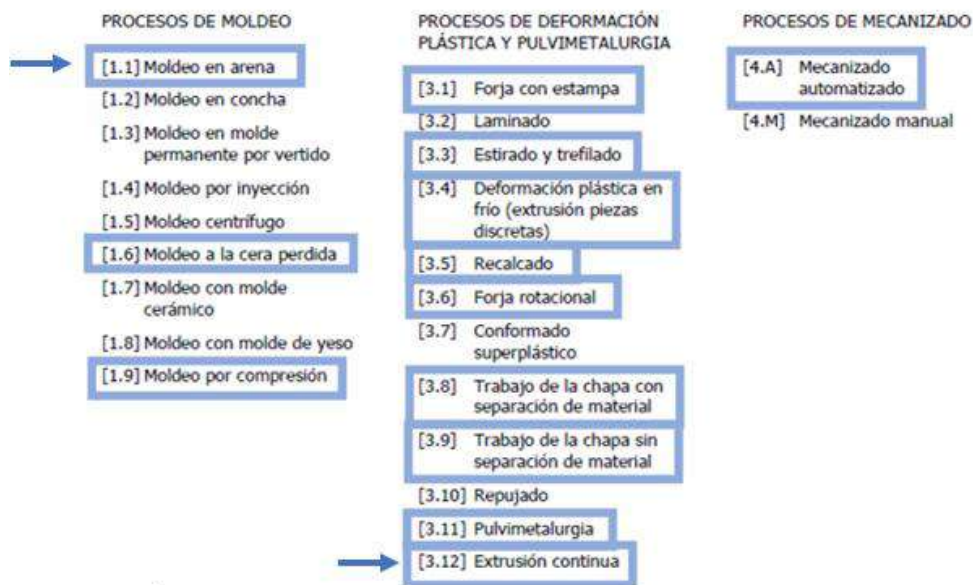 PROCESOS DE MOLDEO
[1.1] Moldeo en arena
[1.2] Moldeo en concha
[1.3] Moldeo en molde
permanente por vertido
[1.4] Moldeo por inyección
[1.5] Moldeo centrífugo
[1.6] Moldeo a la cera perdida
[1.7] Moldeo con molde
cerámico
[1.8] Moldeo con molde de yeso
[1.9] Moldeo por compresión
PROCESOS DE DEFORMACIÓN
PLÁSTICA Y PULVIMETALURGIA
[3.1] Forja con estampa
[3.2] Laminado
[3.3] Estirado y trefilado
[3.4] Deformación plástica en
frío (extrusión piezas
discretas)
[3.5] Recalcado
[3.6] Forja rotacional
[3.7] Conformado
superplástico
[3.8] Trabajo de la chapa con
separación de material
[3.9] Trabajo de la chapa sin
separación de material
[3.10] Repujado
[3.11] Pulvimetalurgia
[3.12] Extrusión continua
PROCESOS DE MECANIZADO
[4.A] Mecanizado
automatizado
[4.M] Mecanizado manual